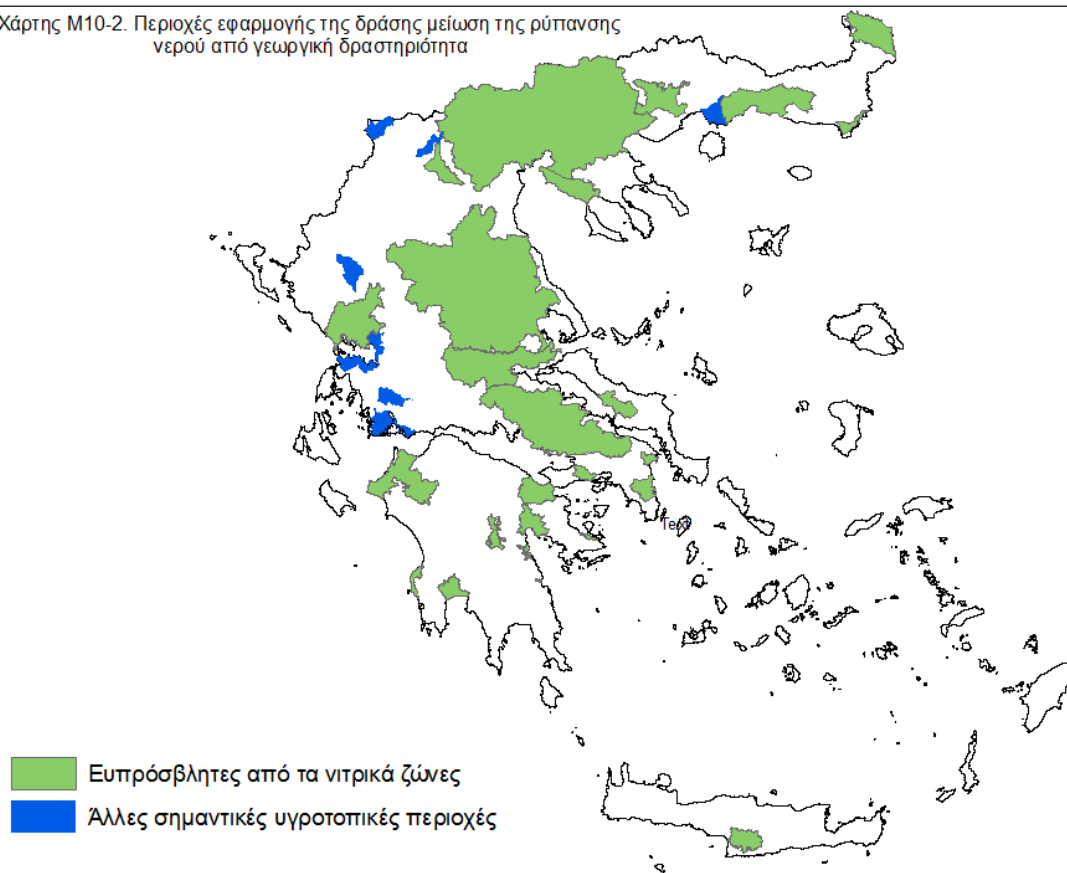 Χάρτης Μ10-2. Περιοχές εφαρμογής της δράσης μείωση της ρύπανσης
νερού από γεωργική δραστηριότητα
Text
Ευπρόσβλητες από τα νιτρικά ζώνες
Άλλες σημαντικές υγροτοπικές περιοχές